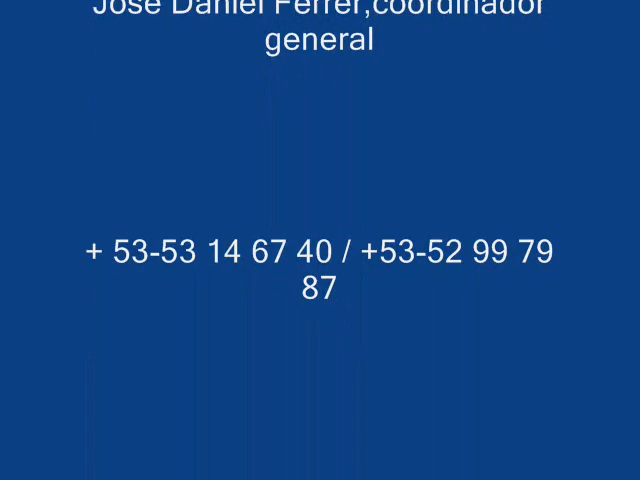 Jose Daniel Ferrer,coordinador
general
+ 53-53 14 67 40 / +53-52 99 79
87